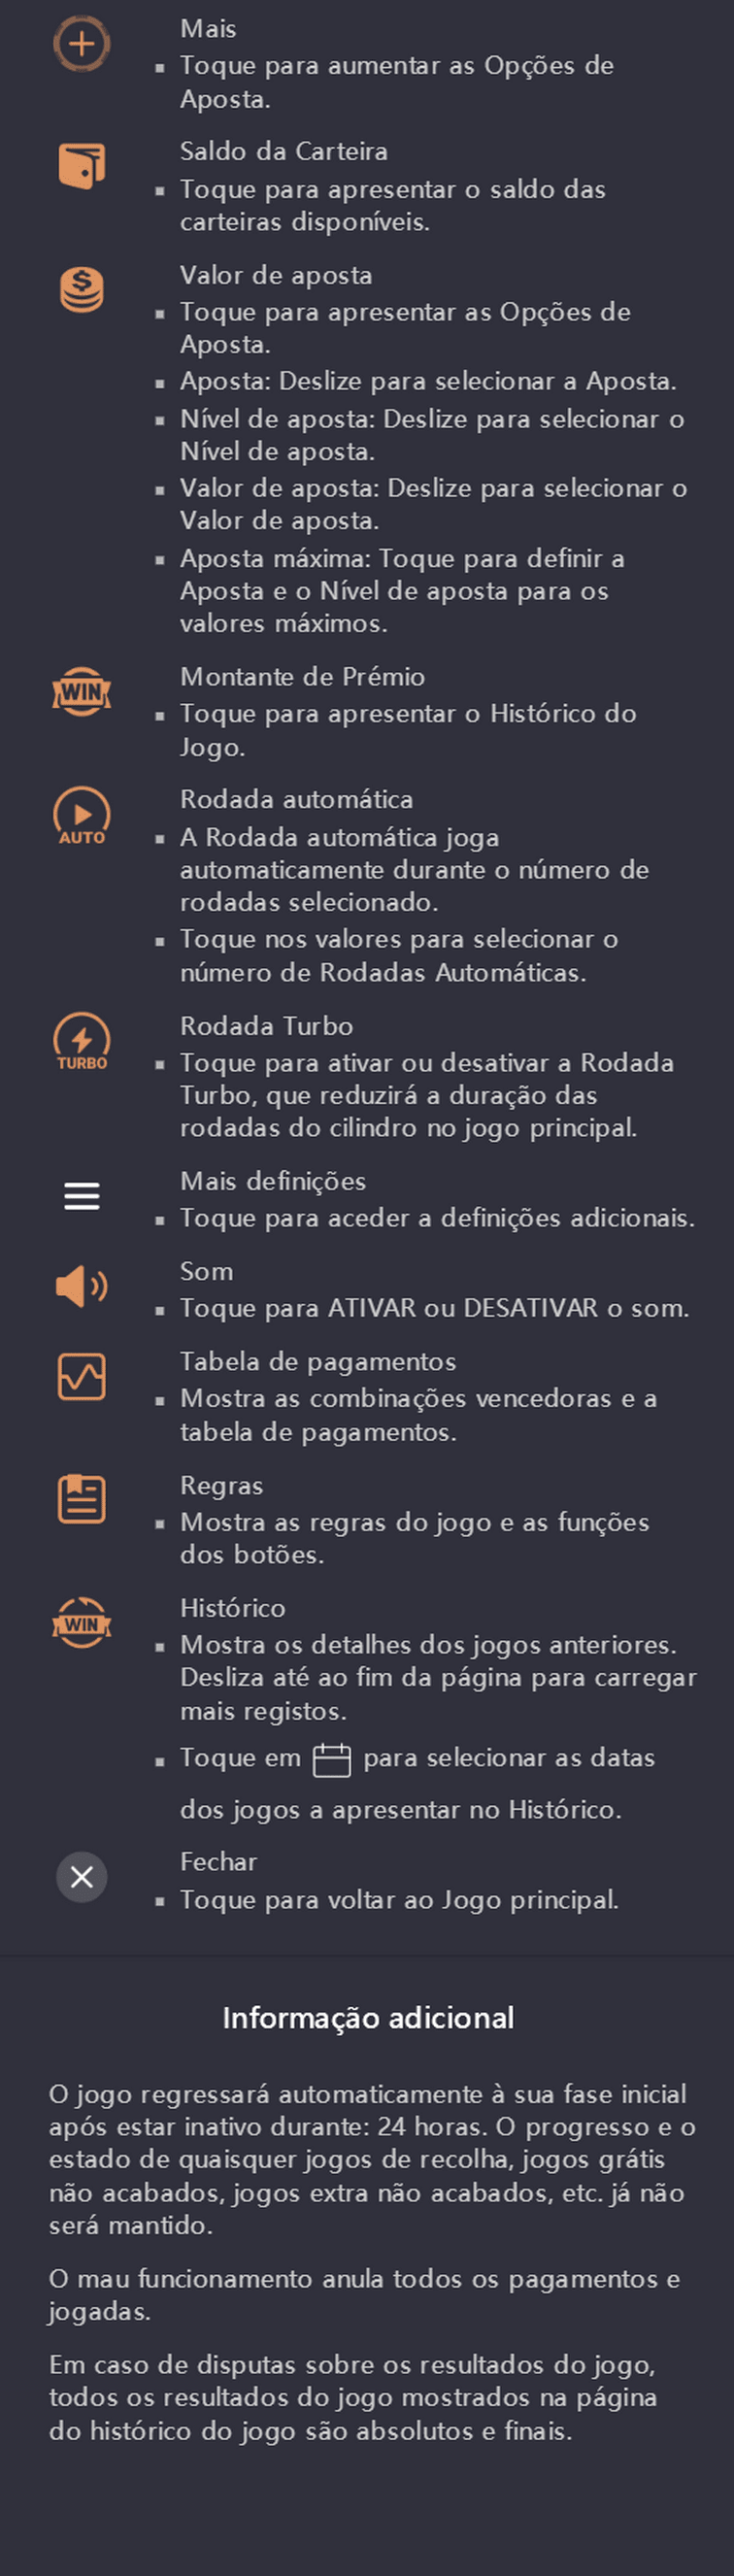 Mais
▪ Toque para aumentar as Opções de
Aposta.
Saldo da Carteira
▪ Toque para apresentar o saldo das
carteiras disponíveis.
$
Valor de aposta
▪ Toque para apresentar as Opções de
Aposta.
▪ Aposta: Deslize para selecionar a Aposta.
▪ Nível de aposta: Deslize para selecionar o
Nível de aposta.
▪ Valor de aposta: Deslize para selecionar o
Valor de aposta.
▪ Aposta máxima: Toque para definir a
Aposta e o Nível de aposta para os
valores máximos.
WIN
Montante de Prémio
▪ Toque para apresentar o Histórico do
Jogo.
AUTO
Rodada automática
▪ A Rodada automática joga
automaticamente durante o número de
rodadas selecionado.
▪ Toque nos valores para selecionar o
número de Rodadas Automáticas.
TURBO
Rodada Turbo
▪ Toque para ativar ou desativar a Rodada
Turbo, que reduzirá a duração das
rodadas do cilindro no jogo principal.
Mais definições
▪ Toque para aceder a definições adicionais.
Som
▪ Toque para ATIVAR ou DESATIVAR o som.
Tabela de pagamentos
▪ Mostra as combinações vencedoras e a
tabela de pagamentos.
Regras
▪ Mostra as regras do jogo e as funções
dos botões.
WIN
Histórico
▪ Mostra os detalhes dos jogos anteriores.
Desliza até ao fim da página para carregar
mais registos.
▪ Toque em para selecionar as datas
dos jogos a apresentar no Histórico.
Fechar
▪ Toque para voltar ao Jogo principal.
Informação adicional
O jogo regressará automaticamente à sua fase inicial
após estar inativo durante: 24 horas. O progresso e o
estado de quaisquer jogos de recolha, jogos grátis
não acabados, jogos extra não acabados, etc. já não
será mantido.
O mau funcionamento anula todos os pagamentos e
jogadas.
Em caso de disputas sobre os resultados do jogo,
todos os resultados do jogo mostrados na página
do histórico do jogo são absolutos e finais.